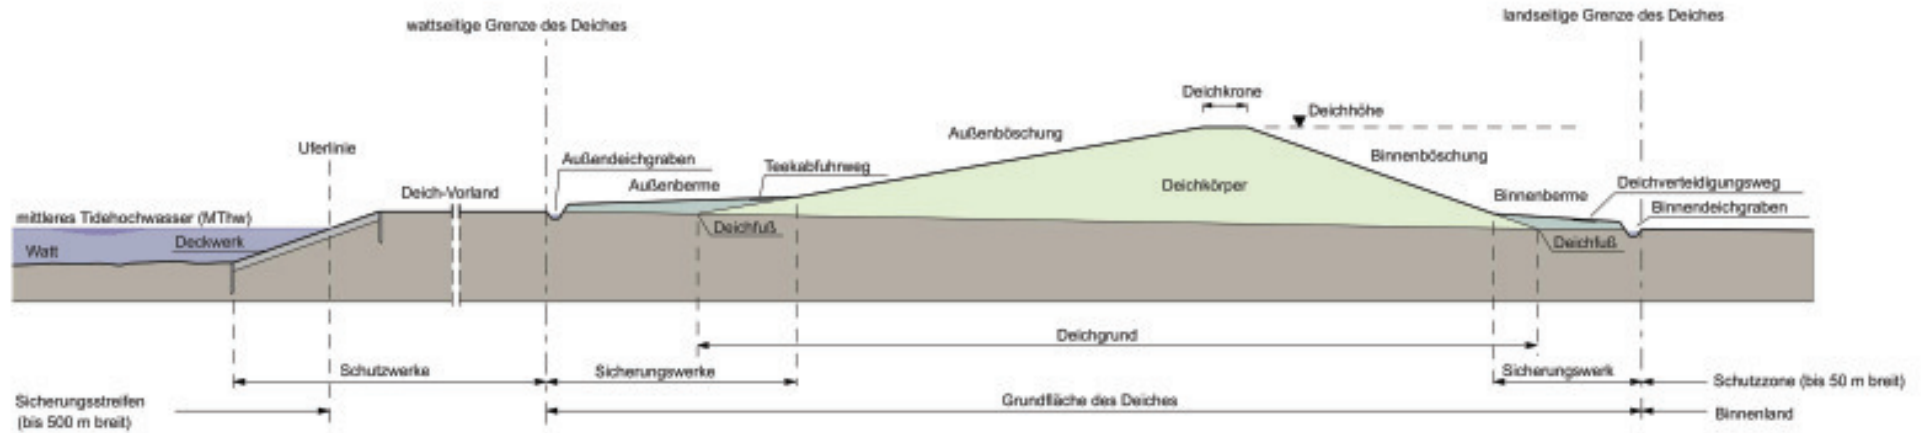 wattseitige Grenze des Deiches
landseitige Grenze des Deiches
Deichkrone
Deichhöhe
Außenböschung
Uferlinie
Außendeichgraben
Teekabfuhrweg
Binnenböschung
Deich-Vorland
Außenberme
Deichkörper
Binnenberme
Deichverteidigungsweg
Binnendeichgraben
mittleres Tidehochwasser (MThw)
Deckwerk
Deichfuß
Deichfuß
Watt
Deichgrund
Schutzwerke
Sicherungswerke
Sicherungswerk
Schutzzone (bis 50 m breit)
Sicherungsstreifen
(bis 500 m breit)
Grundfläche des Deiches
Binnenland